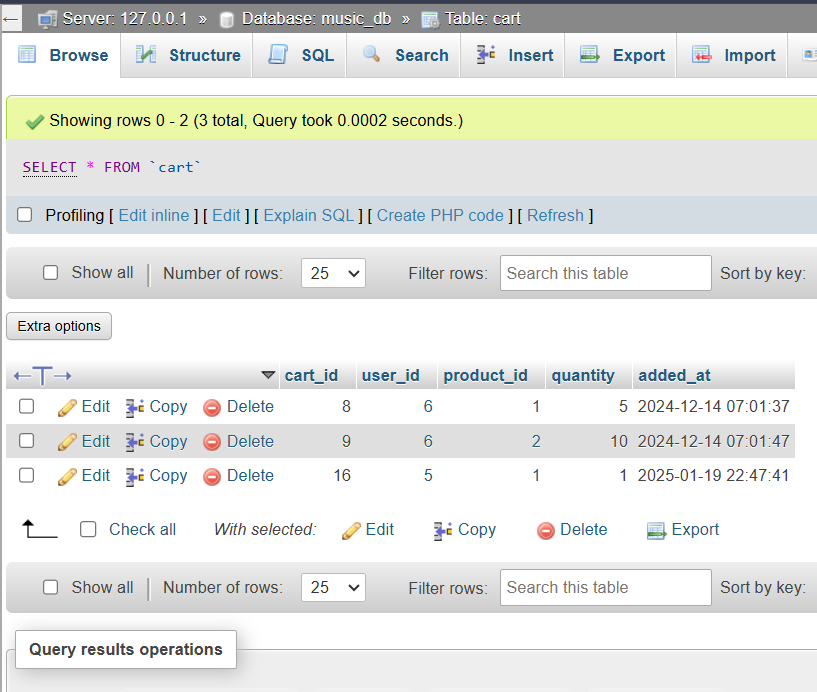 Server: 127.0.0.1 » Database: music_db » Table: cart
Browse Structure SQL Search Insert Export Import
Showing rows 0 - 2 (3 total, Query took 0.0002 seconds.)
SELECT * FROM `cart`
Profiling [ Edit inline ] [ Edit ] [ Explain SQL ] [ Create PHP code ] [ Refresh ]
Show all Number of rows: 25 Filter rows: Search this table Sort by key:
Extra options
cart_id user_id product_id quantity added_at
Edit Copy Delete 8 6 1 5 2024-12-14 07:01:37
Edit Copy Delete 9 6 2 10 2024-12-14 07:01:47
Edit Copy Delete 16 5 1 1 2025-01-19 22:47:41
Check all With selected: Edit Copy Delete Export
Show all Number of rows: 25 Filter rows: Search this table Sort by key:
Query results operations